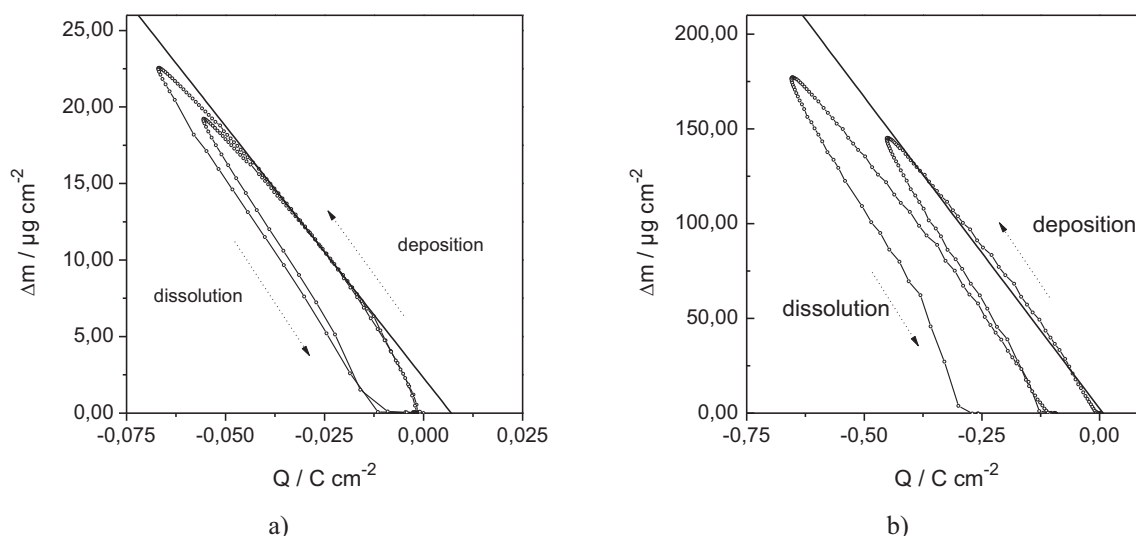 25,00
20,00
15,00
10,00
5,00
0,00
Δm / µg cm⁻²
deposition
dissolution
-0,075 -0,050 -0,025 0,000 0,025
Q / C cm⁻²
a)
200,00
150,00
100,00
50,00
0,00
Δm / µg cm⁻²
deposition
dissolution
-0,75 -0,50 -0,25 0,00
Q / C cm⁻²
b)